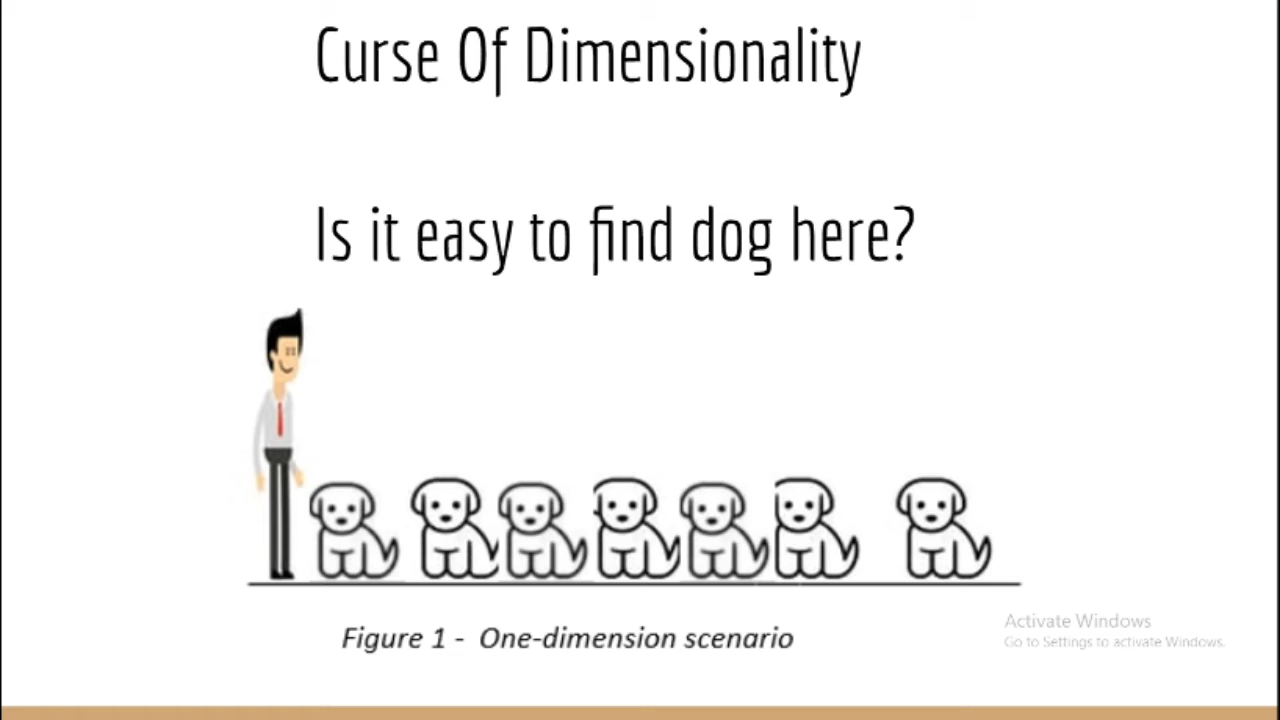 Curse Of Dimensionality
Is it easy to find dog here?
Figure 1 - One-dimension scenario
Activate Windows
Go to Settings to activate Windows.